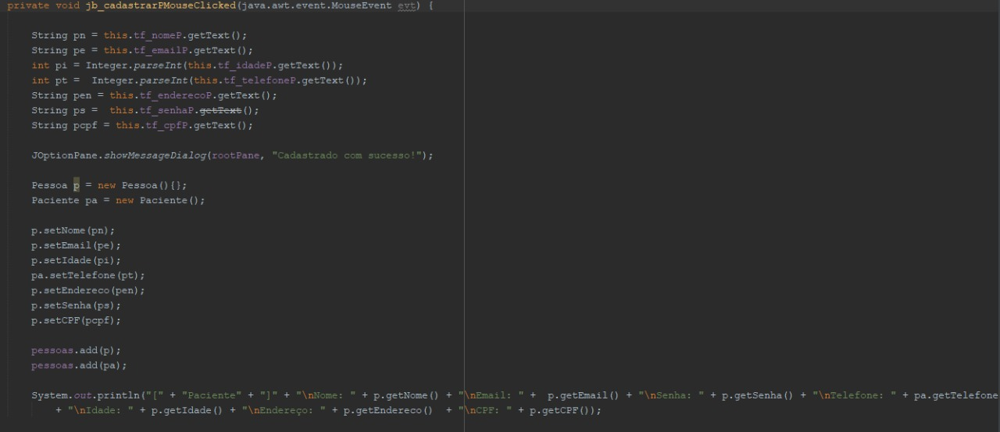 private void jb_cadastrarPMouseClicked(java.awt.event.MouseEvent evt) {
String pn = this.tf_nomeP.getText();
String pe = this.tf_emailP.getText();
int pi = Integer.parseInt(this.tf_idadeP.getText());
int pt =  Integer.parseInt(this.tf_telefoneP.getText());
String pen = this.tf_enderecoP.getText();
String ps =  this.tf_senhaP.getText();
String pcpf = this.tf_cpfP.getText();
JOptionPane.showMessageDialog(rootPane, "Cadastrado com sucesso!");
Pessoa p = new Pessoa(){};
Paciente pa = new Paciente();
p.setNome(pn);
p.setEmail(pe);
p.setIdade(pi);
pa.setTelefone(pt);
p.setEndereco(pen);
p.setSenha(ps);
p.setCPF(pcpf);
pessoas.add(p);
pessoas.add(pa);
System.out.println("[" + "Paciente" + "]" + "\nNome: " + p.getNome() + "\nEmail: " +  p.getEmail() + "\nSenha: " + p.getSenha() + "\nTelefone: " + pa.getTelefone
+ "\nIdade: " + p.getIdade() + "\nEndereço: " + p.getEndereco()  + "\nCPF: " + p.getCPF());